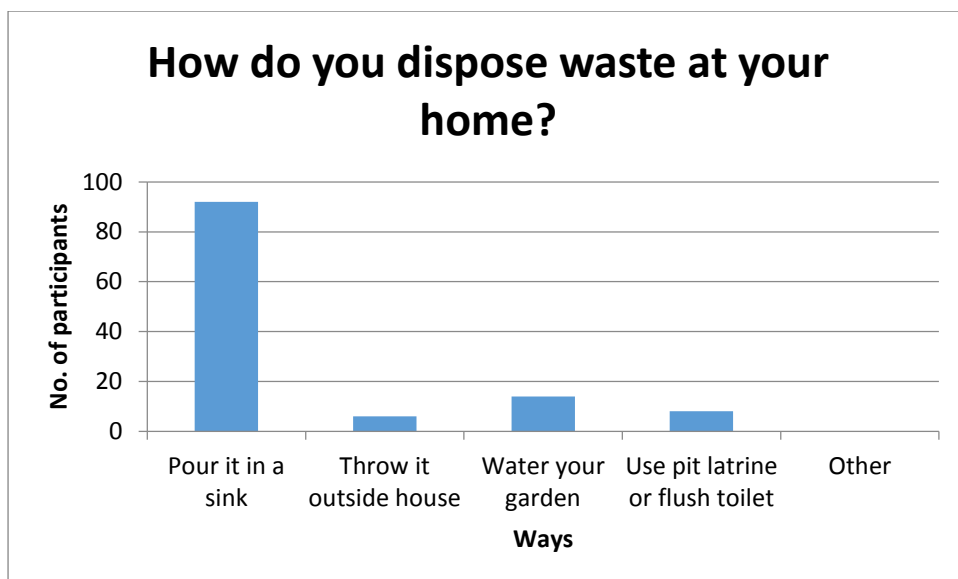 How do you dispose waste at your
home?
No. of participants
100
80
60
40
20
0
Pour it in a
sink
Throw it
outside house
Water your
garden
Use pit latrine
or flush toilet
Other
Ways